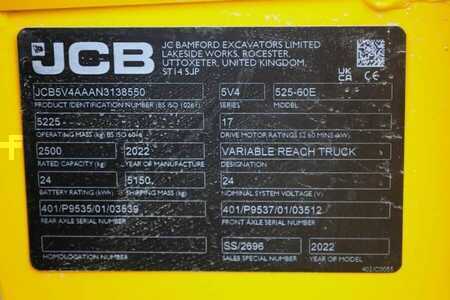 JCB
JC BAMFORD EXCAVATORS LIMITED
LAKESIDE WORKS, ROCESTER,
UTTOXETER, UNITED KINGDOM,
ST14 5JP
UK CA CE
JCB5V4AAAN3138550 5V4 525-60E
PRODUCT IDENTIFICATION NUMBER (BS ISO 10261) SERIES MODEL
5225 17
OPERATING MASS (kg) BS ISO 6016 DRIVE MOTOR RATING S2 60 MINS (kW)
2500 2022 VARIABLE REACH TRUCK
RATED CAPACITY (kg) YEAR OF MANUFACTURE DESIGNATION
24 5150 24
BATTERY RATING (kWh) SHIPPING MASS (kg) NOMINAL SYSTEM VOLTAGE (V)
401/P9535/01/03539 401/P9537/01/03512
REAR AXLE SERIAL NUMBER FRONT AXLE SERIAL NUMBER
SS/2696 2022
HOMOLOGATION NUMBER SALES SPECIAL NUMBER YEAR OF MODEL